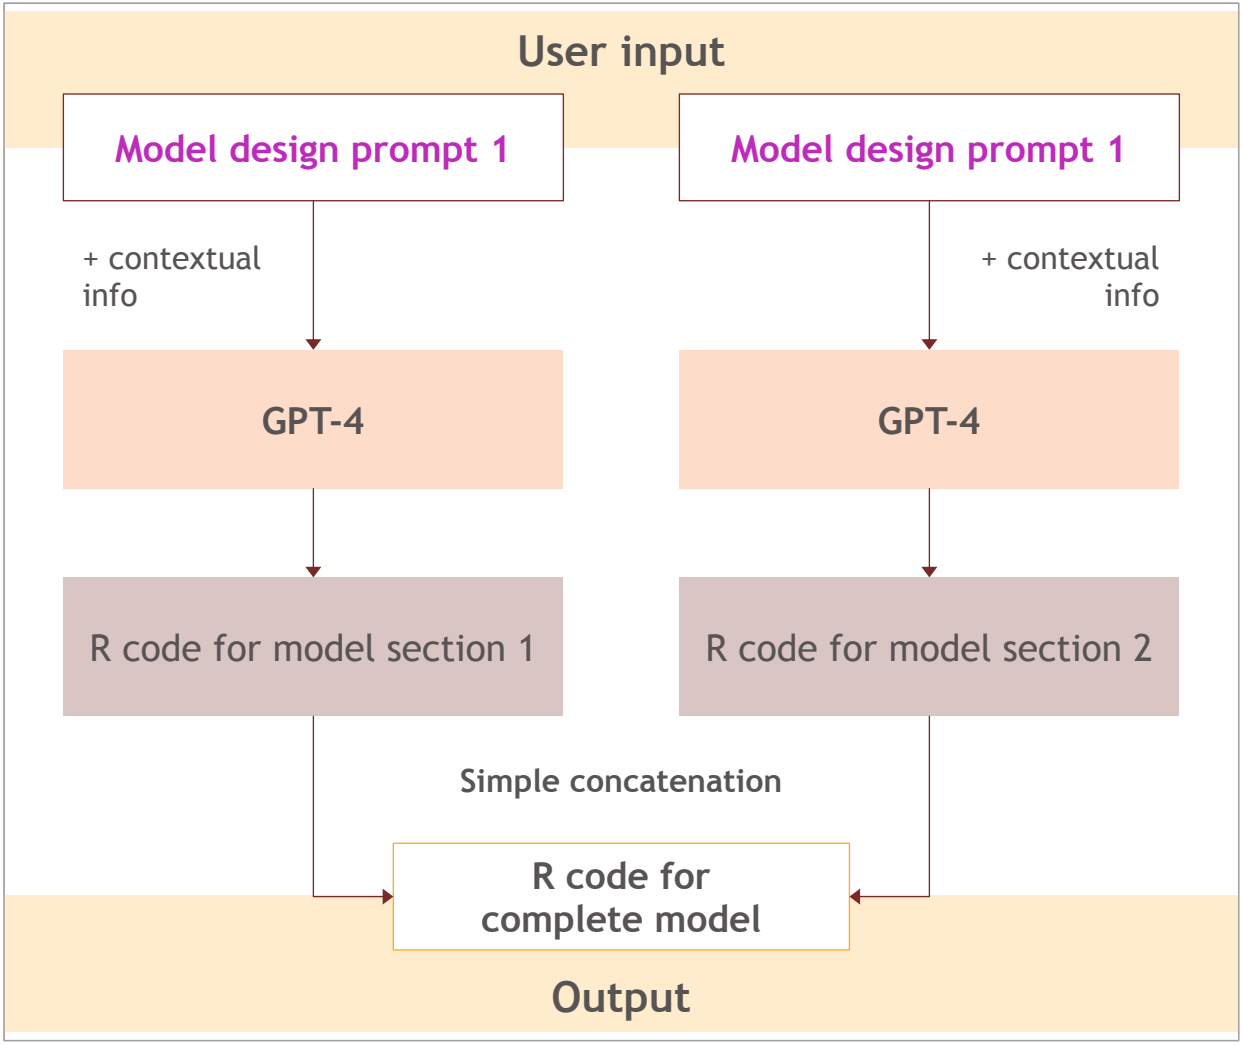 User input
Model design prompt 1
Model design prompt 1
+ contextual
info
+ contextual
info
GPT-4
GPT-4
R code for model section 1
R code for model section 2
Simple concatenation
R code for
complete model
Output